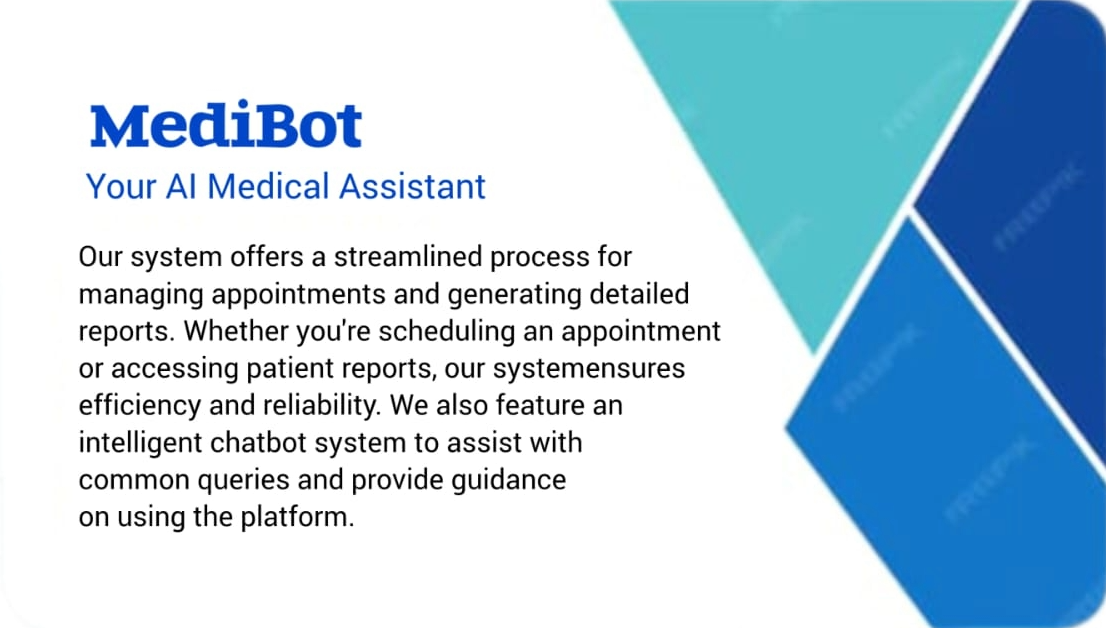 MediBot
Your AI Medical Assistant
Our system offers a streamlined process for
managing appointments and generating detailed
reports. Whether you're scheduling an appointment
or accessing patient reports, our systemensures
efficiency and reliability. We also feature an
intelligent chatbot system to assist with
common queries and provide guidance
on using the platform.